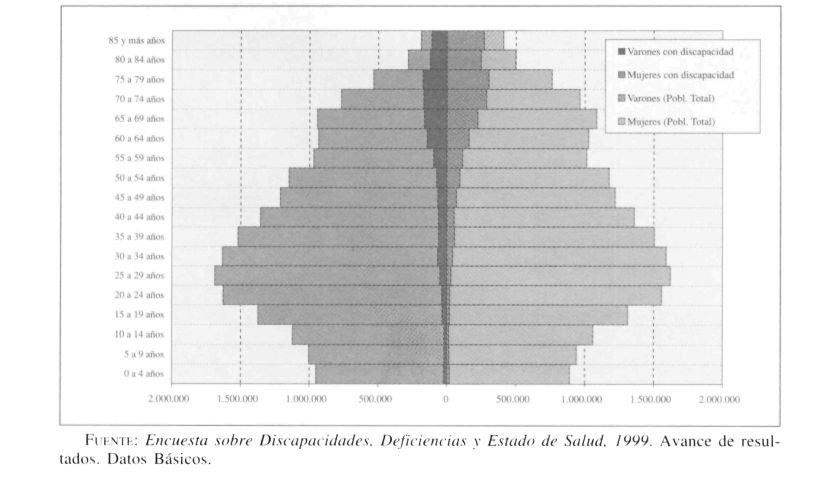 85 y más años
80 a 84 años
75 a 79 años
70 a 74 años
65 a 69 años
60 a 64 años
55 a 59 años
50 a 54 años
45 a 49 años
40 a 44 años
35 a 39 años
30 a 34 años
25 a 29 años
20 a 24 años
15 a 19 años
10 a 14 años
5 a 9 años
0 a 4 años
2.000.000 1.500.000 1.000.000 500.000 0 500.000 1.000.000 1.500.000 2.000.000
Varones con discapacidad
Mujeres con discapacidad
Varones (Pobl. Total)
Mujeres (Pobl. Total)
FUENTE: Encuesta sobre Discapacidades, Deficiencias y Estado de Salud, 1999. Avance de resul-
tados. Datos Básicos.